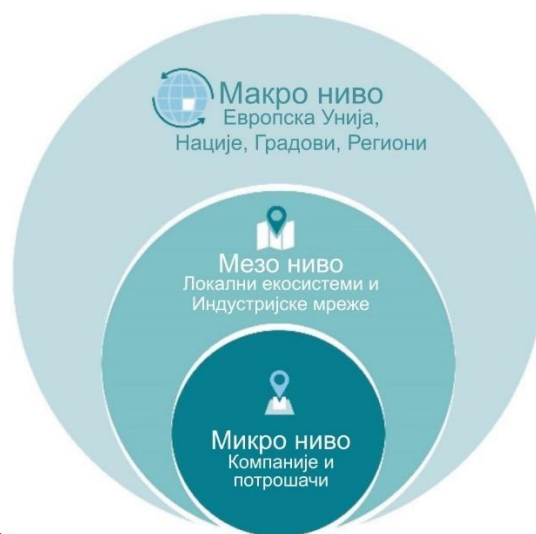 Макро ниво
Европска Унија,
Нације, Градови, Региони
Мезо ниво
Локални екосистеми и
Индустријске мреже
Микро ниво
Компаније и
потрошачи